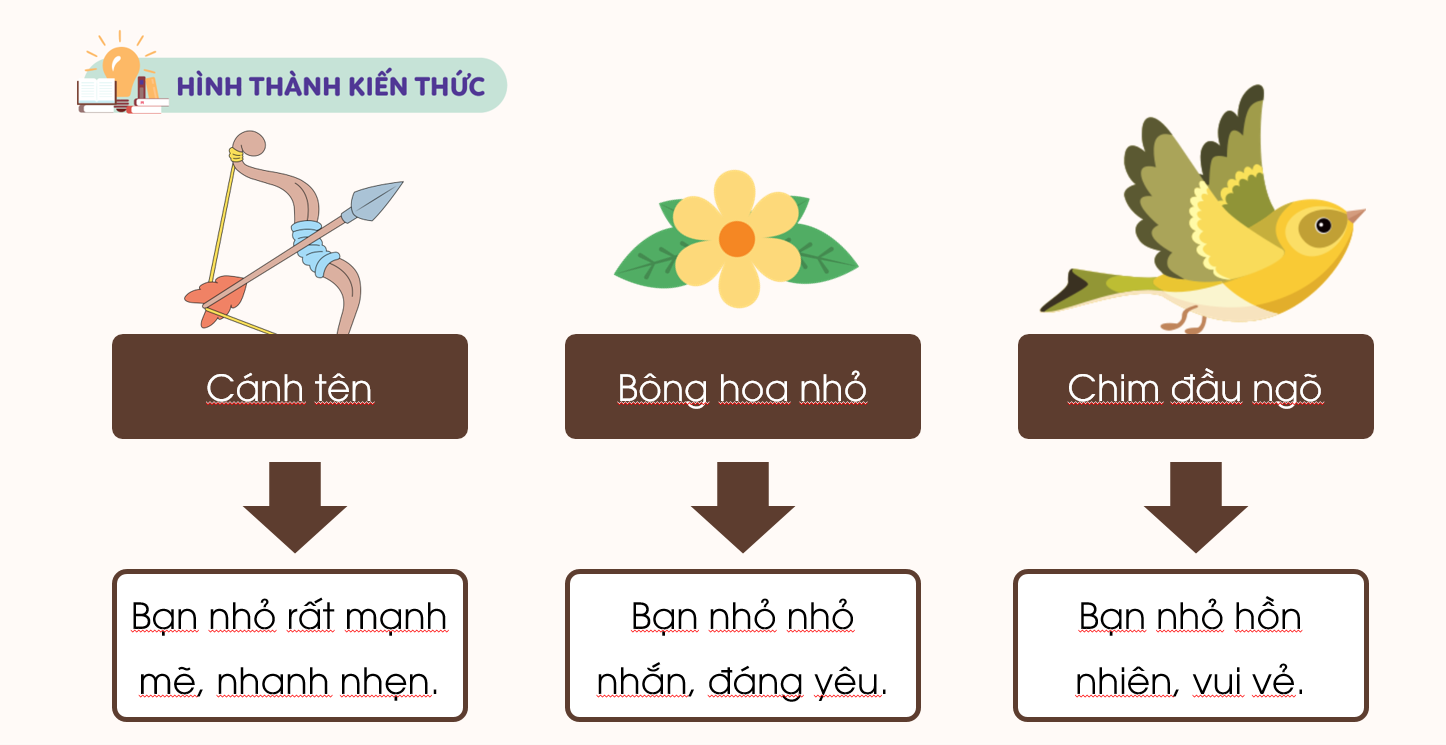 HÌNH THÀNH KIẾN THỨC
Cánh tên
Bông hoa nhỏ
Chim đầu ngõ
Bạn nhỏ rất mạnh
mẽ, nhanh nhẹn.
Bạn nhỏ nhỏ
nhắn, đáng yêu.
Bạn nhỏ hồn
nhiên, vui vẻ.